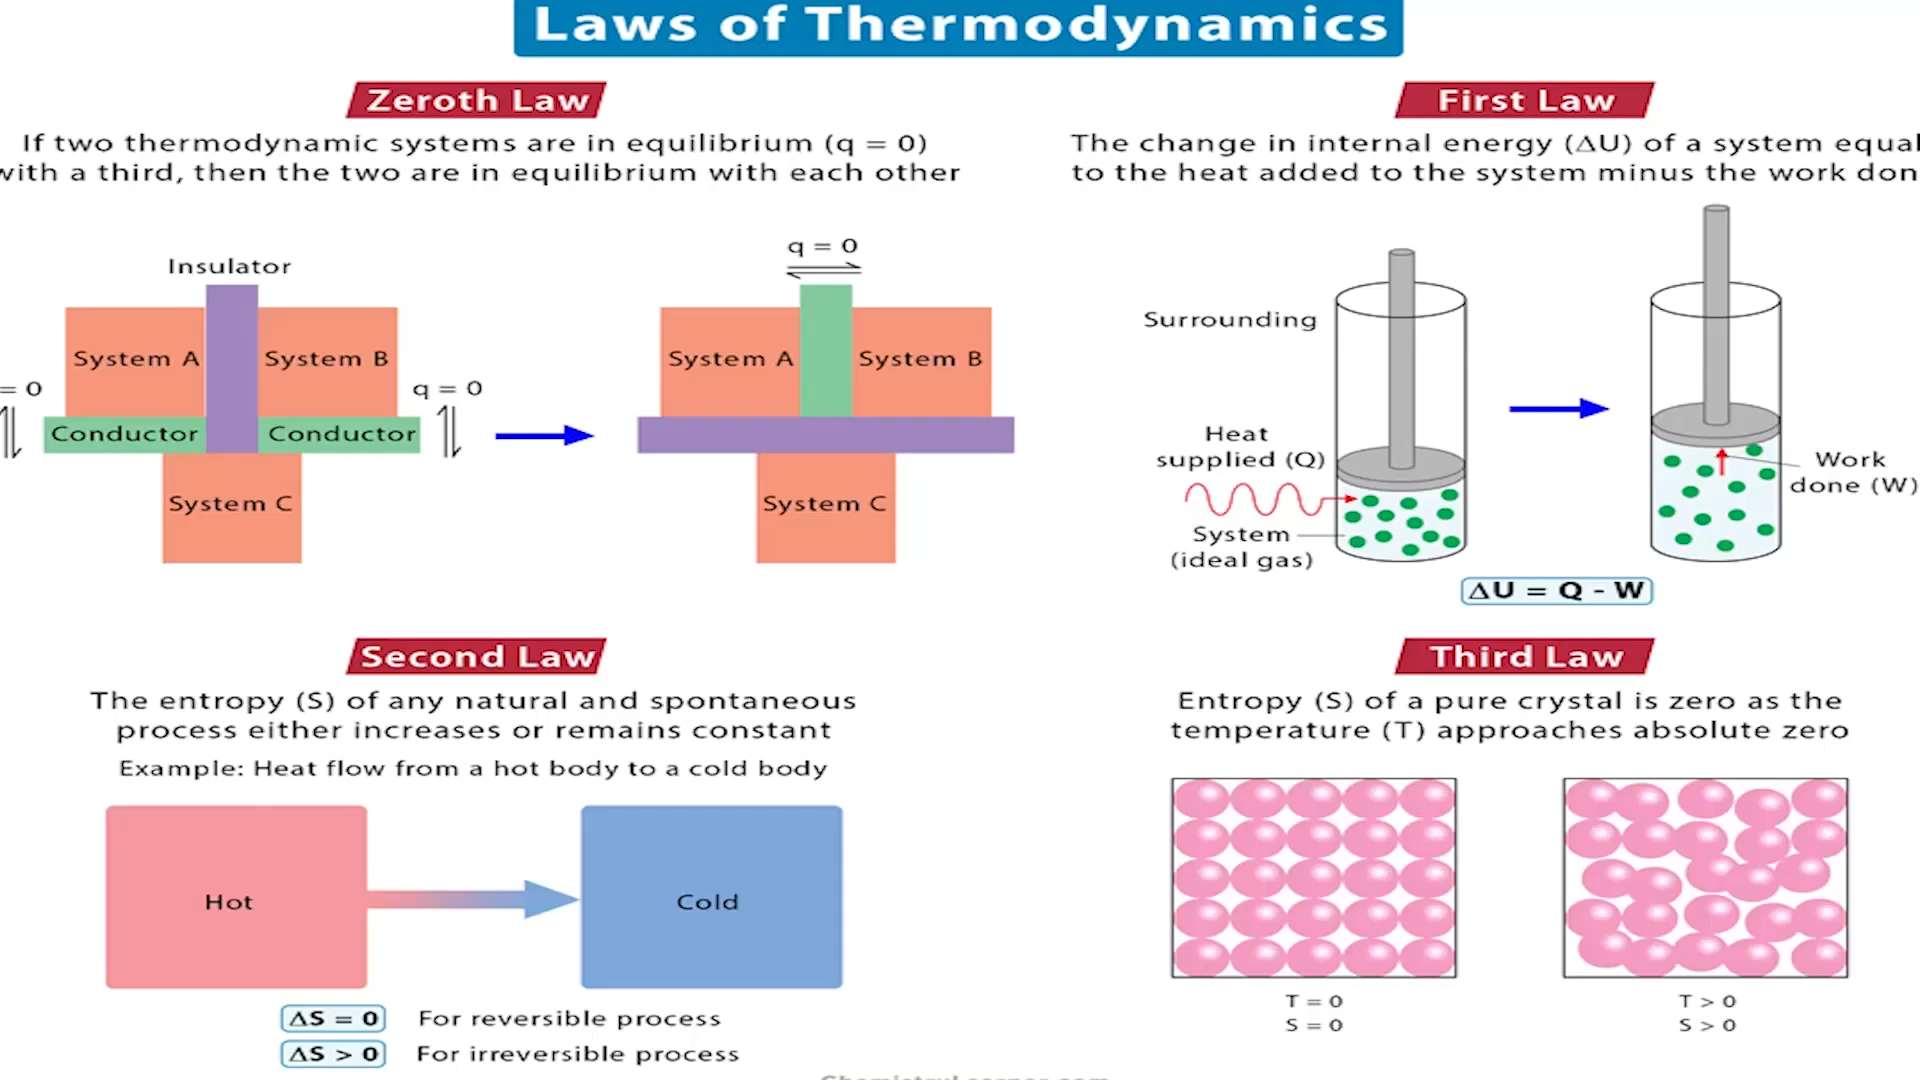 Laws of Thermodynamics
Zeroth Law
If two thermodynamic systems are in equilibrium (q = 0)
with a third, then the two are in equilibrium with each other
Insulator
System A
System B
= 0
q = 0
Conductor
Conductor
System C
q = 0
System A
System B
System C
First Law
The change in internal energy (ΔU) of a system equal
to the heat added to the system minus the work don
Surrounding
Heat
supplied (Q)
System
(ideal gas)
Work
done (W)
ΔU = Q - W
Second Law
The entropy (S) of any natural and spontaneous
process either increases or remains constant
Example: Heat flow from a hot body to a cold body
Hot
Cold
ΔS = 0 For reversible process
ΔS > 0 For irreversible process
Third Law
Entropy (S) of a pure crystal is zero as the
temperature (T) approaches absolute zero
T = 0
S = 0
T > 0
S > 0